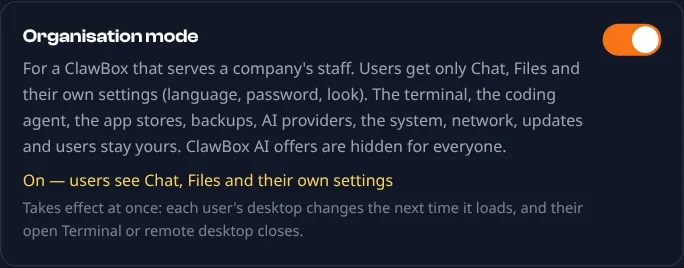 Organisation mode
For a ClawBox that serves a company's staff. Users get only Chat, Files and
their own settings (language, password, look). The terminal, the coding
agent, the app stores, backups, AI providers, the system, network, updates
and users stay yours. ClawBox AI offers are hidden for everyone.
On — users see Chat, Files and their own settings
Takes effect at once: each user's desktop changes the next time it loads, and their
open Terminal or remote desktop closes.